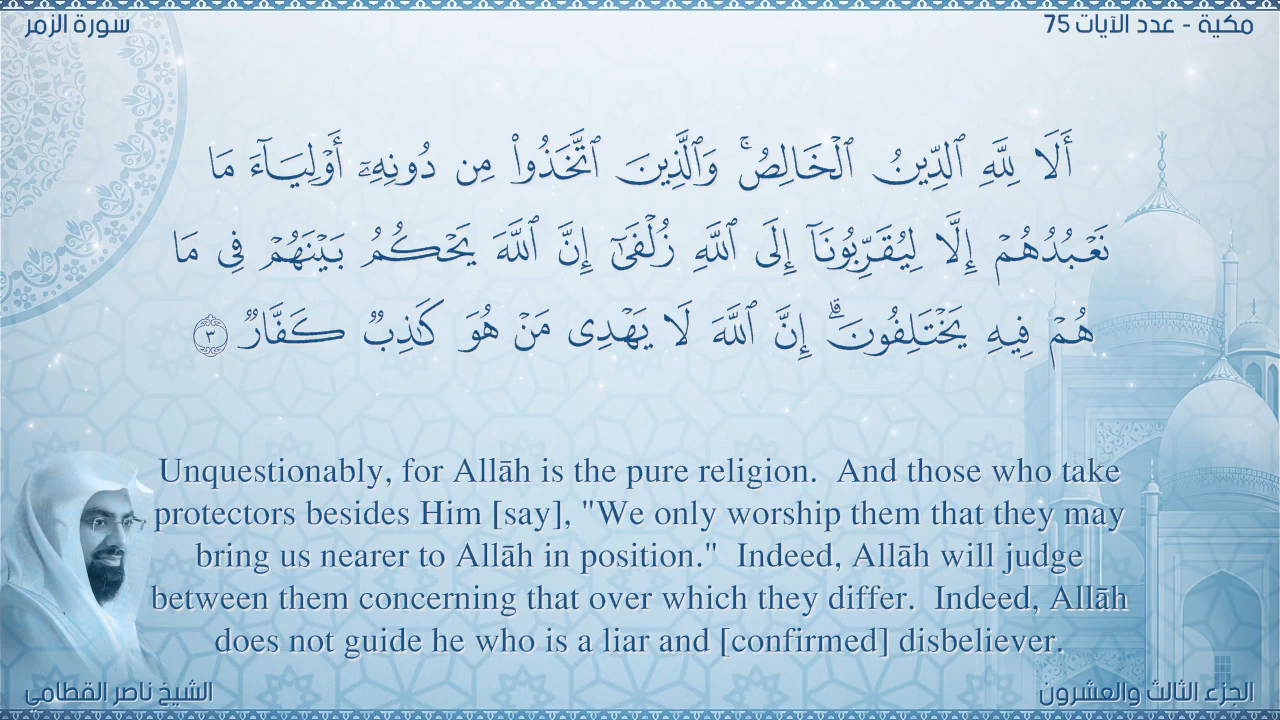 سورة الزمر
مكية - عدد الآيات 75
أَلَا لِلَّهِ ٱلدِّينُ ٱلْخَالِصُ ۚ وَٱلَّذِينَ ٱتَّخَذُوا۟ مِن دُونِهِۦٓ أَوْلِيَآءَ مَا
نَعْبُدُهُمْ إِلَّا لِيُقَرِّبُونَآ إِلَى ٱللَّهِ زُلْفَىٰٓ إِنَّ ٱللَّهَ يَحْكُمُ بَيْنَهُمْ فِى مَا
هُمْ فِيهِ يَخْتَلِفُونَ ۗ إِنَّ ٱللَّهَ لَا يَهْدِى مَنْ هُوَ كَـٰذِبٌ كَفَّارٌ ٣
Unquestionably, for Allāh is the pure religion.  And those who take
protectors besides Him [say], "We only worship them that they may
bring us nearer to Allāh in position."  Indeed, Allāh will judge
between them concerning that over which they differ.  Indeed, Allāh
does not guide he who is a liar and [confirmed] disbeliever.
الشيخ ناصر القطامي
الجزء الثالث والعشرون